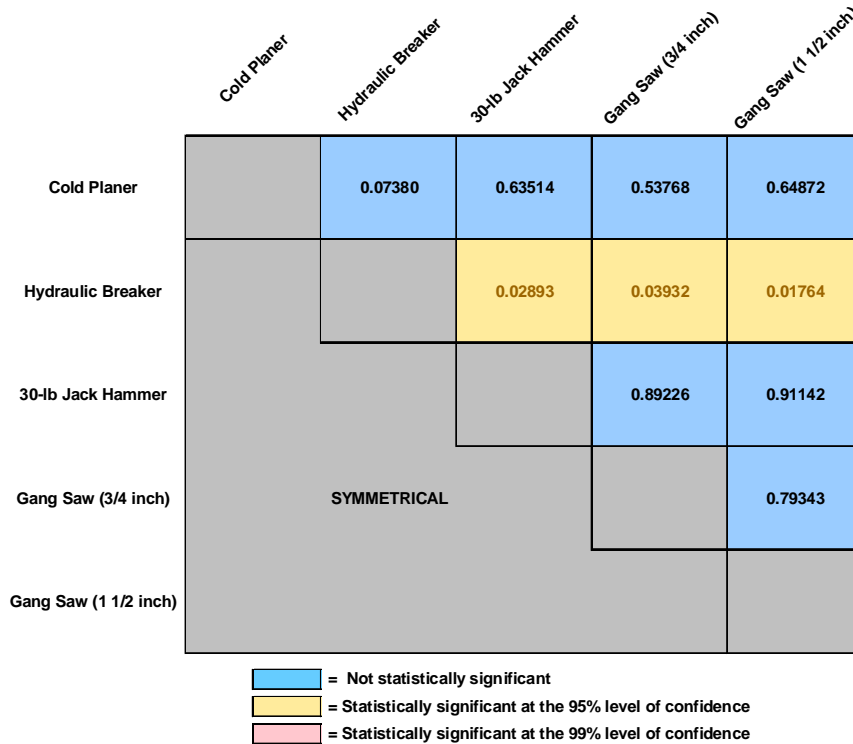 Cold Planer
Hydraulic Breaker
30-lb Jack Hammer
Gang Saw (3/4 inch)
Gang Saw (1 1/2 inch)
Cold Planer 0.07380 0.63514 0.53768 0.64872
Hydraulic Breaker 0.02893 0.03932 0.01764
30-lb Jack Hammer 0.89226 0.91142
Gang Saw (3/4 inch) SYMMETRICAL 0.79343
Gang Saw (1 1/2 inch)
= Not statistically significant
= Statistically significant at the 95% level of confidence
= Statistically significant at the 99% level of confidence